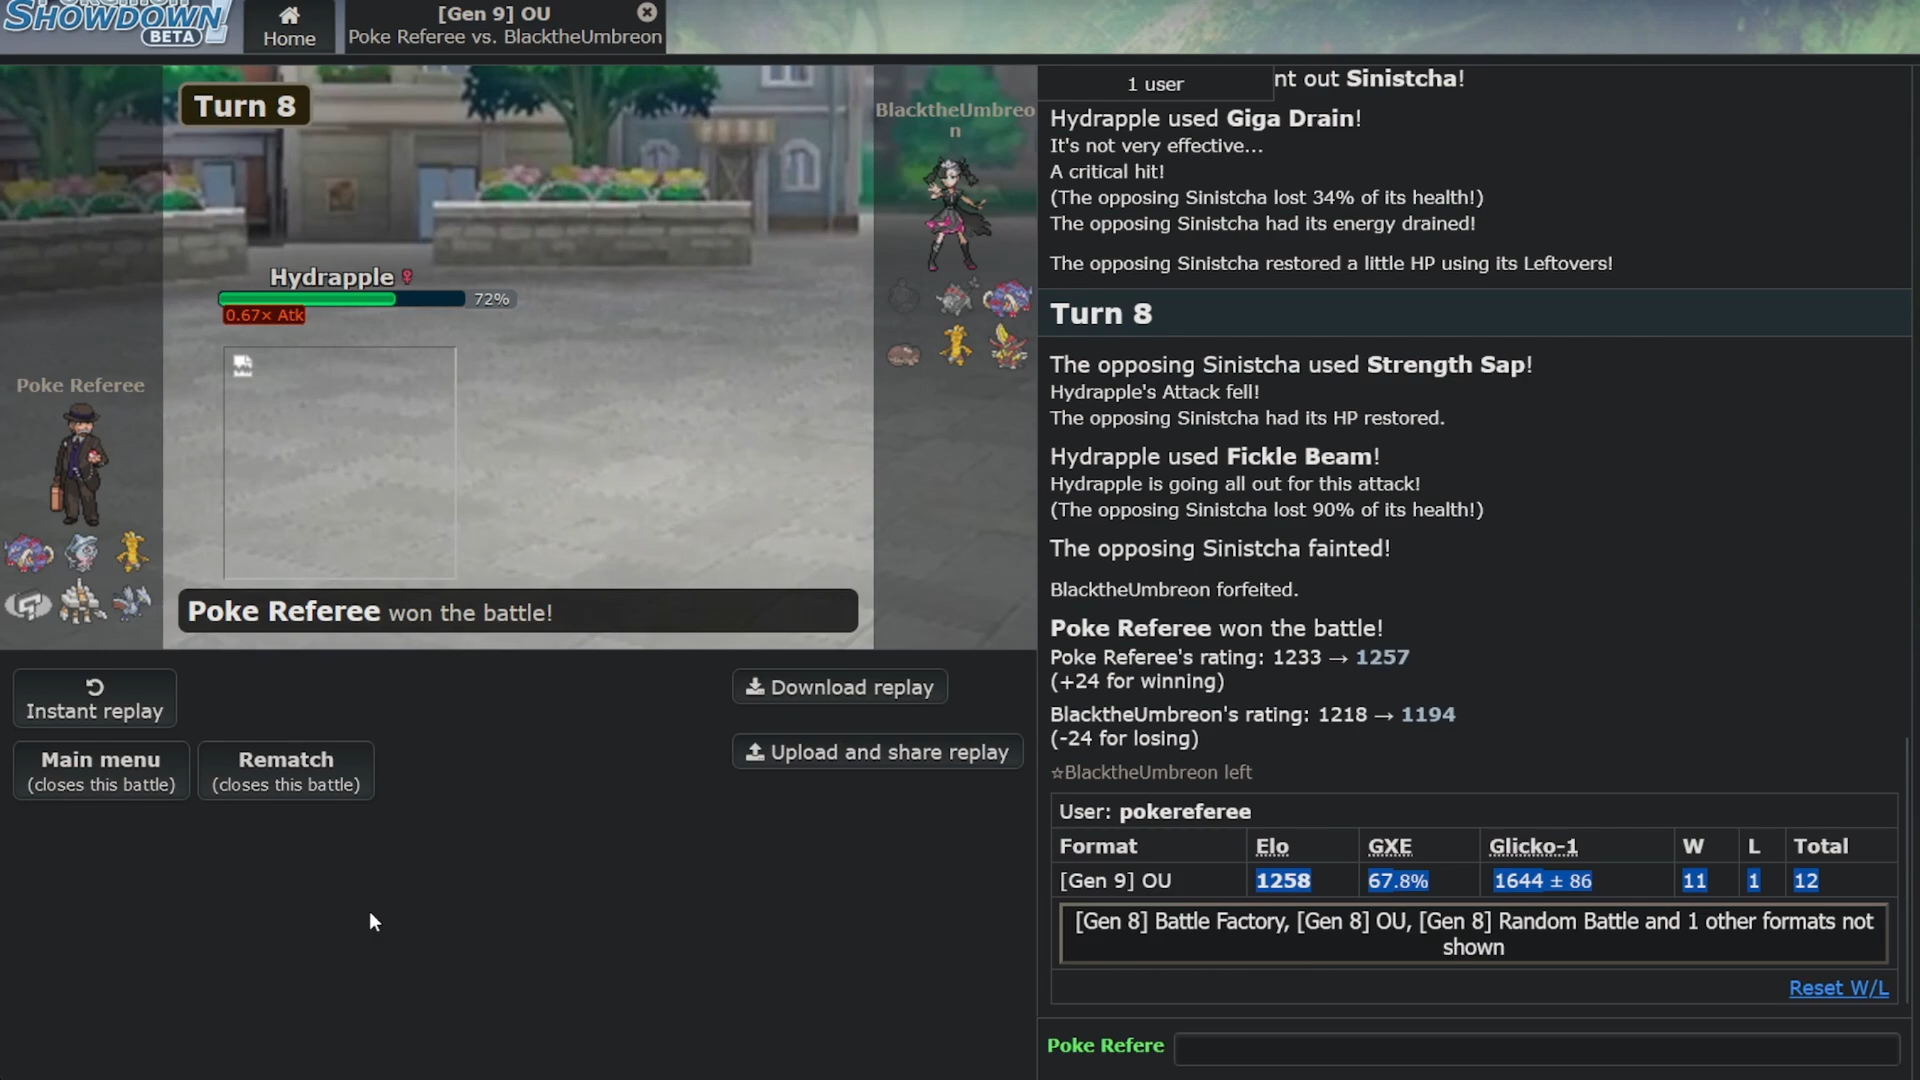 SHOWDOWN
BETA
Home
[Gen 9] OU
Poke Referee vs. BlacktheUmbreon
Turn 8
BlacktheUmbreo
n
Hydrapple ♀
72%
0.67× Atk
Poke Referee
Poke Referee won the battle!
Instant replay
Download replay
Main menu
(closes this battle)
Rematch
(closes this battle)
Upload and share replay
1 user
nt out Sinistcha!
Hydrapple used Giga Drain!
It's not very effective...
A critical hit!
(The opposing Sinistcha lost 34% of its health!)
The opposing Sinistcha had its energy drained!
The opposing Sinistcha restored a little HP using its Leftovers!
Turn 8
The opposing Sinistcha used Strength Sap!
Hydrapple's Attack fell!
The opposing Sinistcha had its HP restored.
Hydrapple used Fickle Beam!
Hydrapple is going all out for this attack!
(The opposing Sinistcha lost 90% of its health!)
The opposing Sinistcha fainted!
BlacktheUmbreon forfeited.
Poke Referee won the battle!
Poke Referee's rating: 1233 → 1257
(+24 for winning)
BlacktheUmbreon's rating: 1218 → 1194
(-24 for losing)
☆BlacktheUmbreon left
User: pokereferee
Format Elo GXE Glicko-1 W L Total
[Gen 9] OU 1258 67.8% 1644 ± 86 11 1 12
[Gen 8] Battle Factory, [Gen 8] OU, [Gen 8] Random Battle and 1 other formats not
shown
Reset W/L
Poke Refere